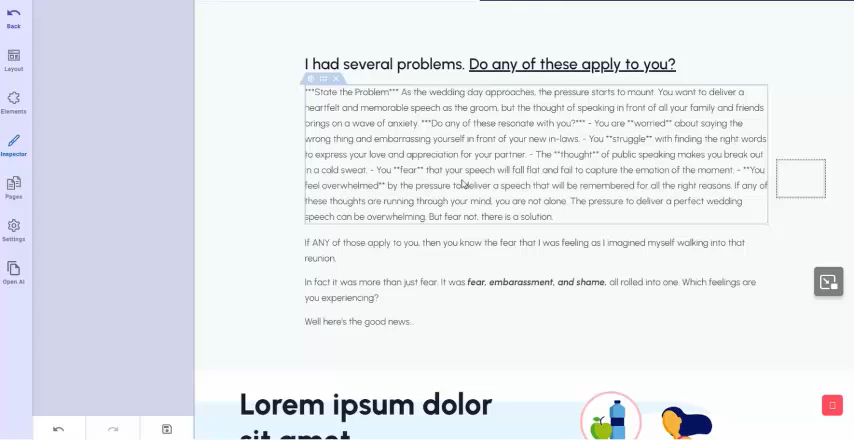 Back
Layout
Elements
Inspector
Pages
Settings
Open AI
I had several problems. Do any of these apply to you?
***State the Problem*** As the wedding day approaches, the pressure starts to mount. You want to deliver a
heartfelt and memorable speech as the groom, but the thought of speaking in front of all your family and friends
brings on a wave of anxiety. ***Do any of these resonate with you?*** - You are **worried** about saying the
wrong thing and embarrassing yourself in front of your new in-laws. - You **struggle** with finding the right words
to express your love and appreciation for your partner. - The **thought** of public speaking makes you break out
in a cold sweat. - You **fear** that your speech will fall flat and fail to capture the emotion of the moment. - **You
feel overwhelmed** by the pressure to deliver a speech that will be remembered for all the right reasons. If any of
these thoughts are running through your mind, you are not alone. The pressure to deliver a perfect wedding
speech can be overwhelming. But fear not, there is a solution.
If ANY of those apply to you, then you know the fear that I was feeling as I imagined myself walking into that
reunion.
In fact it was more than just fear. It was fear, embarassment, and shame, all rolled into one. Which feelings are
you experiencing?
Well here's the good news...
Lorem ipsum dolor
sit amet